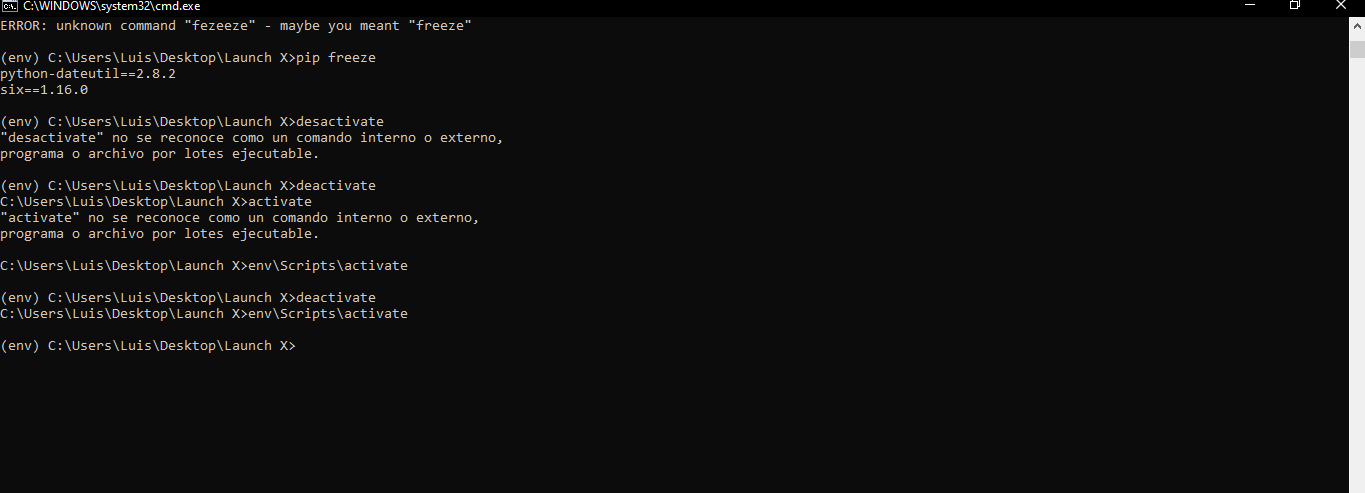 C:\WINDOWS\system32\cmd.exe
ERROR: unknown command "fezeeze" - maybe you meant "freeze"
(env) C:\Users\Luis\Desktop\Launch X>pip freeze
python-dateutil==2.8.2
six==1.16.0
(env) C:\Users\Luis\Desktop\Launch X>desactivate
"desactivate" no se reconoce como un comando interno o externo,
programa o archivo por lotes ejecutable.
(env) C:\Users\Luis\Desktop\Launch X>deactivate
C:\Users\Luis\Desktop\Launch X>activate
"activate" no se reconoce como un comando interno o externo,
programa o archivo por lotes ejecutable.
C:\Users\Luis\Desktop\Launch X>env\Scripts\activate
(env) C:\Users\Luis\Desktop\Launch X>deactivate
C:\Users\Luis\Desktop\Launch X>env\Scripts\activate
(env) C:\Users\Luis\Desktop\Launch X>